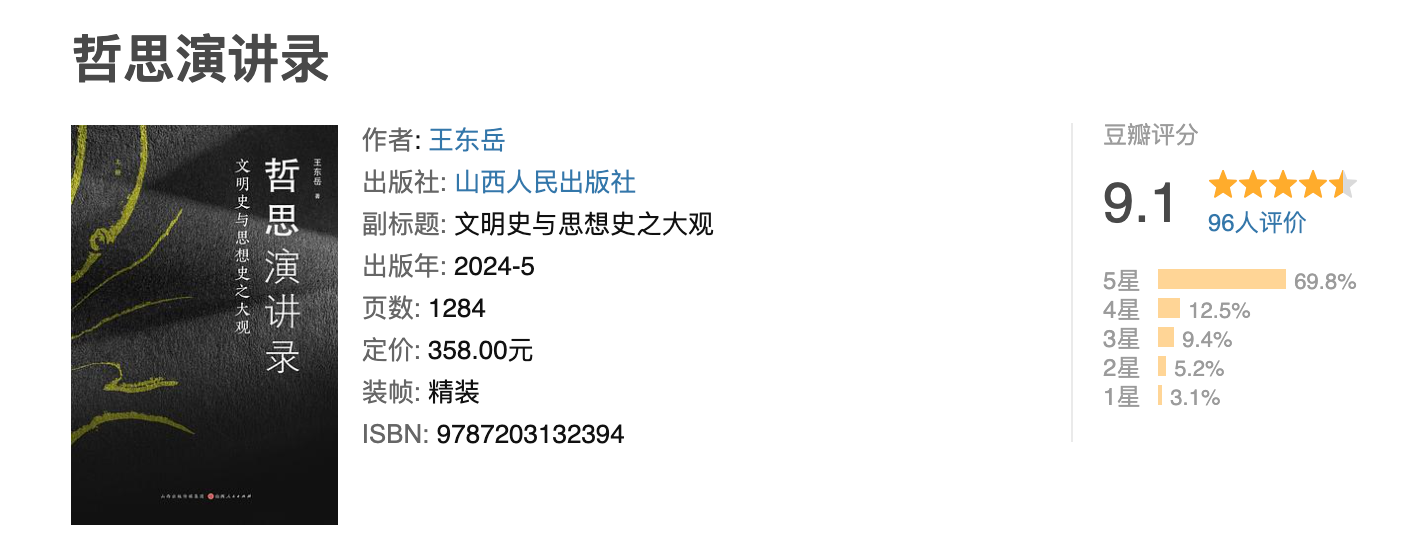 哲思演讲录
王东岳 著
哲思演讲录
文明史与思想史之大观
上册
作者: 王东岳
出版社: 山西人民出版社
副标题: 文明史与思想史之大观
出版年: 2024-5
页数: 1284
定价: 358.00元
装帧: 精装
ISBN: 9787203132394
豆瓣评分
9.1
96人评价
5星 69.8%
4星 12.5%
3星 9.4%
2星 5.2%
1星 3.1%